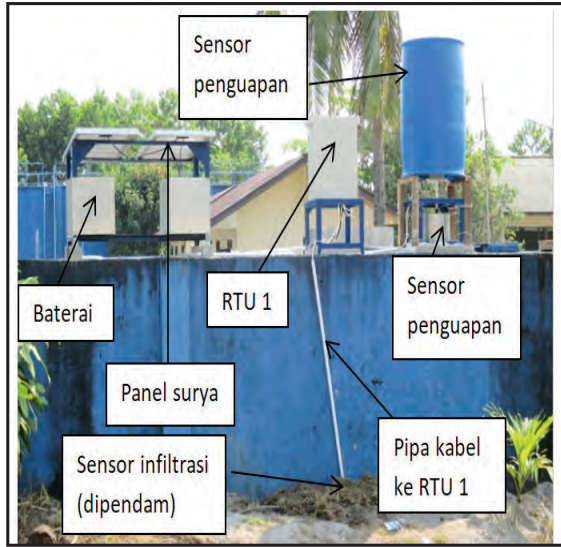 Sensor
penguapan
Baterai
RTU 1
Sensor
penguapan
Panel surya
Sensor infiltrasi
(dipendam)
Pipa kabel
ke RTU 1